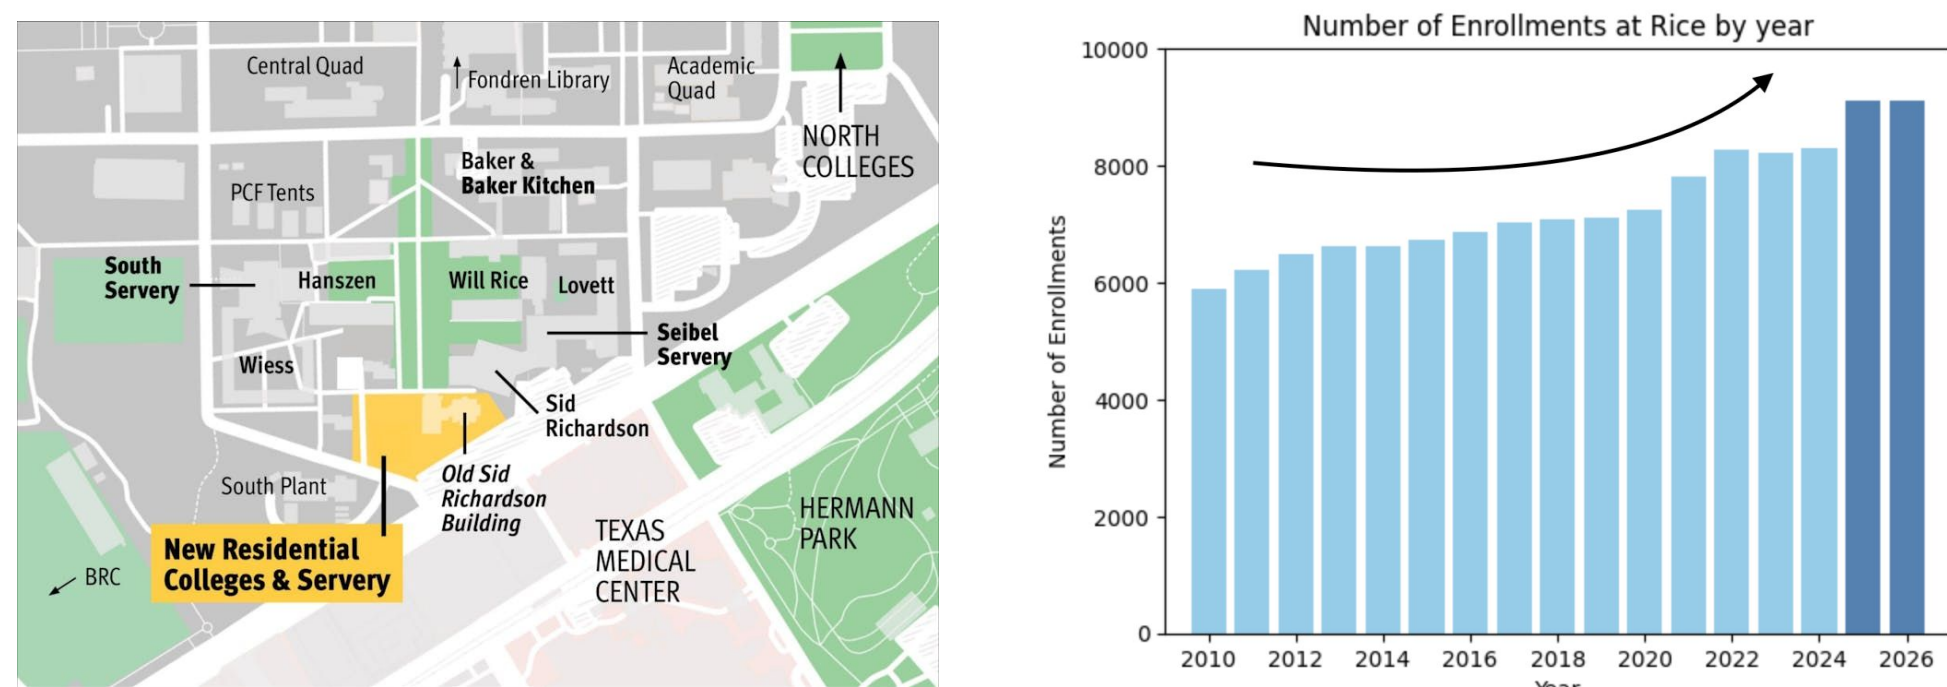 Central Quad
Fondren Library
Academic
Quad
NORTH
COLLEGES
Baker &
Baker Kitchen
PCF Tents
South
Servery
Hanszen
Will Rice
Lovett
Seibel
Servery
Wiess
Sid
Richardson
Old Sid
Richardson
Building
South Plant
New Residential
Colleges & Servery
BRC
TEXAS
MEDICAL
CENTER
HERMANN
PARK
Number of Enrollments at Rice by year
Number of Enrollments
10000
8000
6000
4000
2000
0
2010 2012 2014 2016 2018 2020 2022 2024 2026
Year